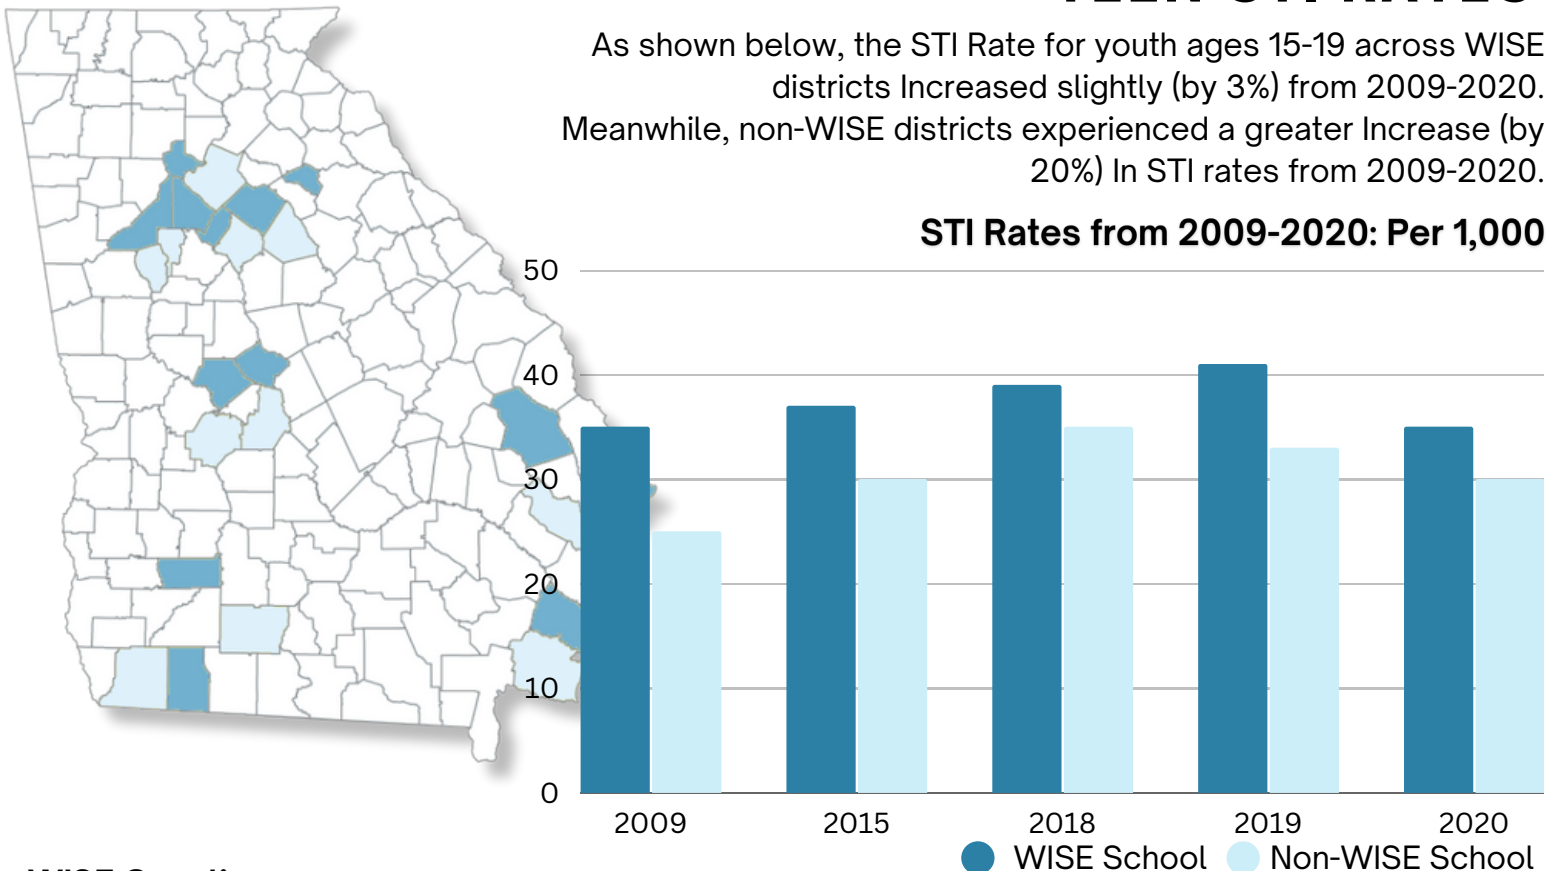 As shown below, the STI Rate for youth ages 15-19 across WISE
districts Increased slightly (by 3%) from 2009-2020.
Meanwhile, non-WISE districts experienced a greater Increase (by
20%) In STI rates from 2009-2020.
STI Rates from 2009-2020: Per 1,000
50
40
30
20
10
0
2009
2015
2018
2019
2020
WISE School
Non-WISE School